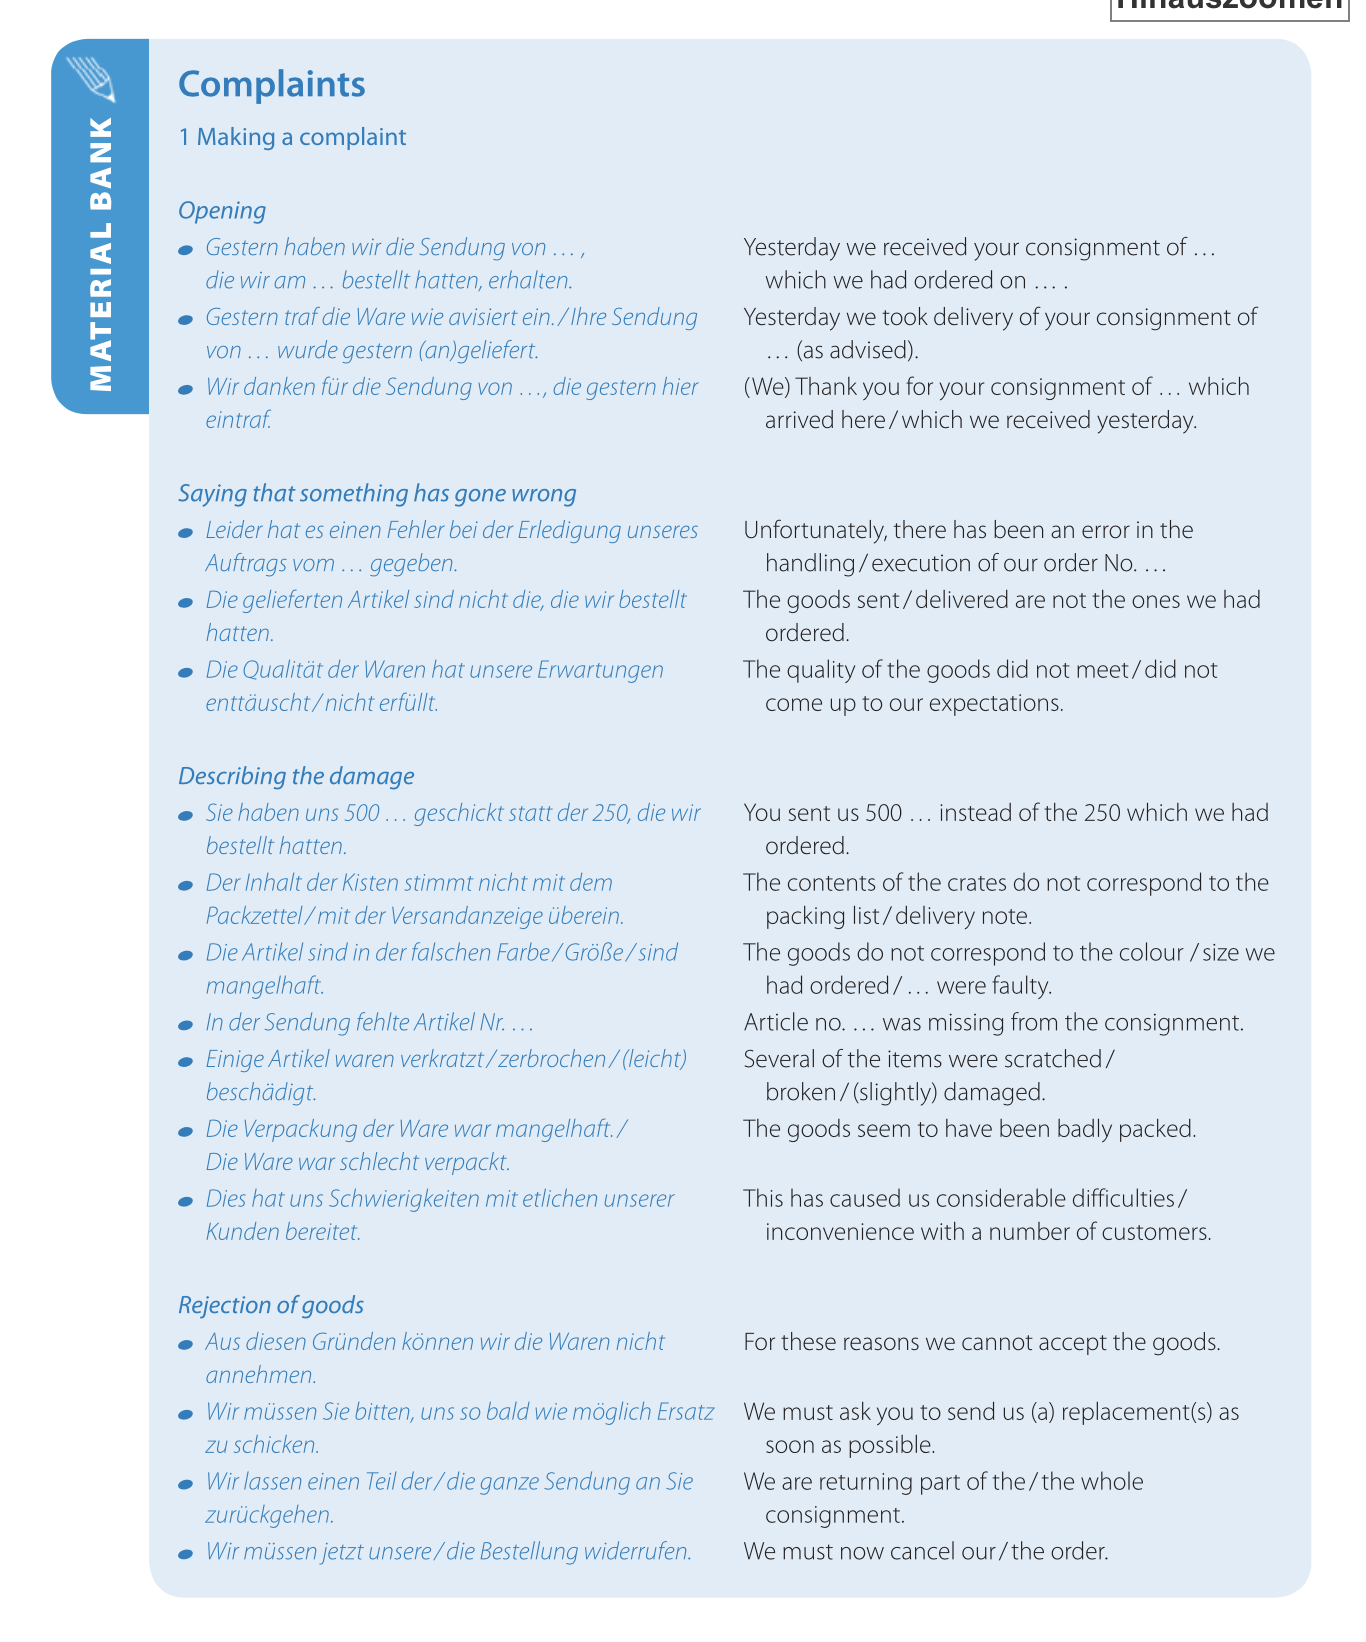 Hinauszoomen
MATERIAL BANK
Complaints
1 Making a complaint
Opening
Gestern haben wir die Sendung von … ,
die wir am … bestellt hatten, erhalten.
Yesterday we received your consignment of …
which we had ordered on … .
Gestern traf die Ware wie avisiert ein. / Ihre Sendung
von … wurde gestern (an)geliefert.
Yesterday we took delivery of your consignment of
… (as advised).
Wir danken für die Sendung von …, die gestern hier
eintraf.
(We) Thank you for your consignment of … which
arrived here / which we received yesterday.
Saying that something has gone wrong
Leider hat es einen Fehler bei der Erledigung unseres
Auftrags vom … gegeben.
Unfortunately, there has been an error in the
handling / execution of our order No. …
Die gelieferten Artikel sind nicht die, die wir bestellt
hatten.
The goods sent / delivered are not the ones we had
ordered.
Die Qualität der Waren hat unsere Erwartungen
enttäuscht / nicht erfüllt.
The quality of the goods did not meet / did not
come up to our expectations.
Describing the damage
Sie haben uns 500 … geschickt statt der 250, die wir
bestellt hatten.
You sent us 500 … instead of the 250 which we had
ordered.
Der Inhalt der Kisten stimmt nicht mit dem
Packzettel / mit der Versandanzeige überein.
The contents of the crates do not correspond to the
packing list / delivery note.
Die Artikel sind in der falschen Farbe / Größe / sind
mangelhaft.
The goods do not correspond to the colour / size we
had ordered / … were faulty.
In der Sendung fehlte Artikel Nr. …
Article no. … was missing from the consignment.
Einige Artikel waren verkratzt / zerbrochen / (leicht)
beschädigt.
Several of the items were scratched /
broken / (slightly) damaged.
Die Verpackung der Ware war mangelhaft. /
Die Ware war schlecht verpackt.
The goods seem to have been badly packed.
Dies hat uns Schwierigkeiten mit etlichen unserer
Kunden bereitet.
This has caused us considerable difficulties /
inconvenience with a number of customers.
Rejection of goods
Aus diesen Gründen können wir die Waren nicht
annehmen.
For these reasons we cannot accept the goods.
Wir müssen Sie bitten, uns so bald wie möglich Ersatz
zu schicken.
We must ask you to send us (a) replacement(s) as
soon as possible.
Wir lassen einen Teil der / die ganze Sendung an Sie
zurückgehen.
We are returning part of the / the whole
consignment.
Wir müssen jetzt unsere / die Bestellung widerrufen.
We must now cancel our / the order.